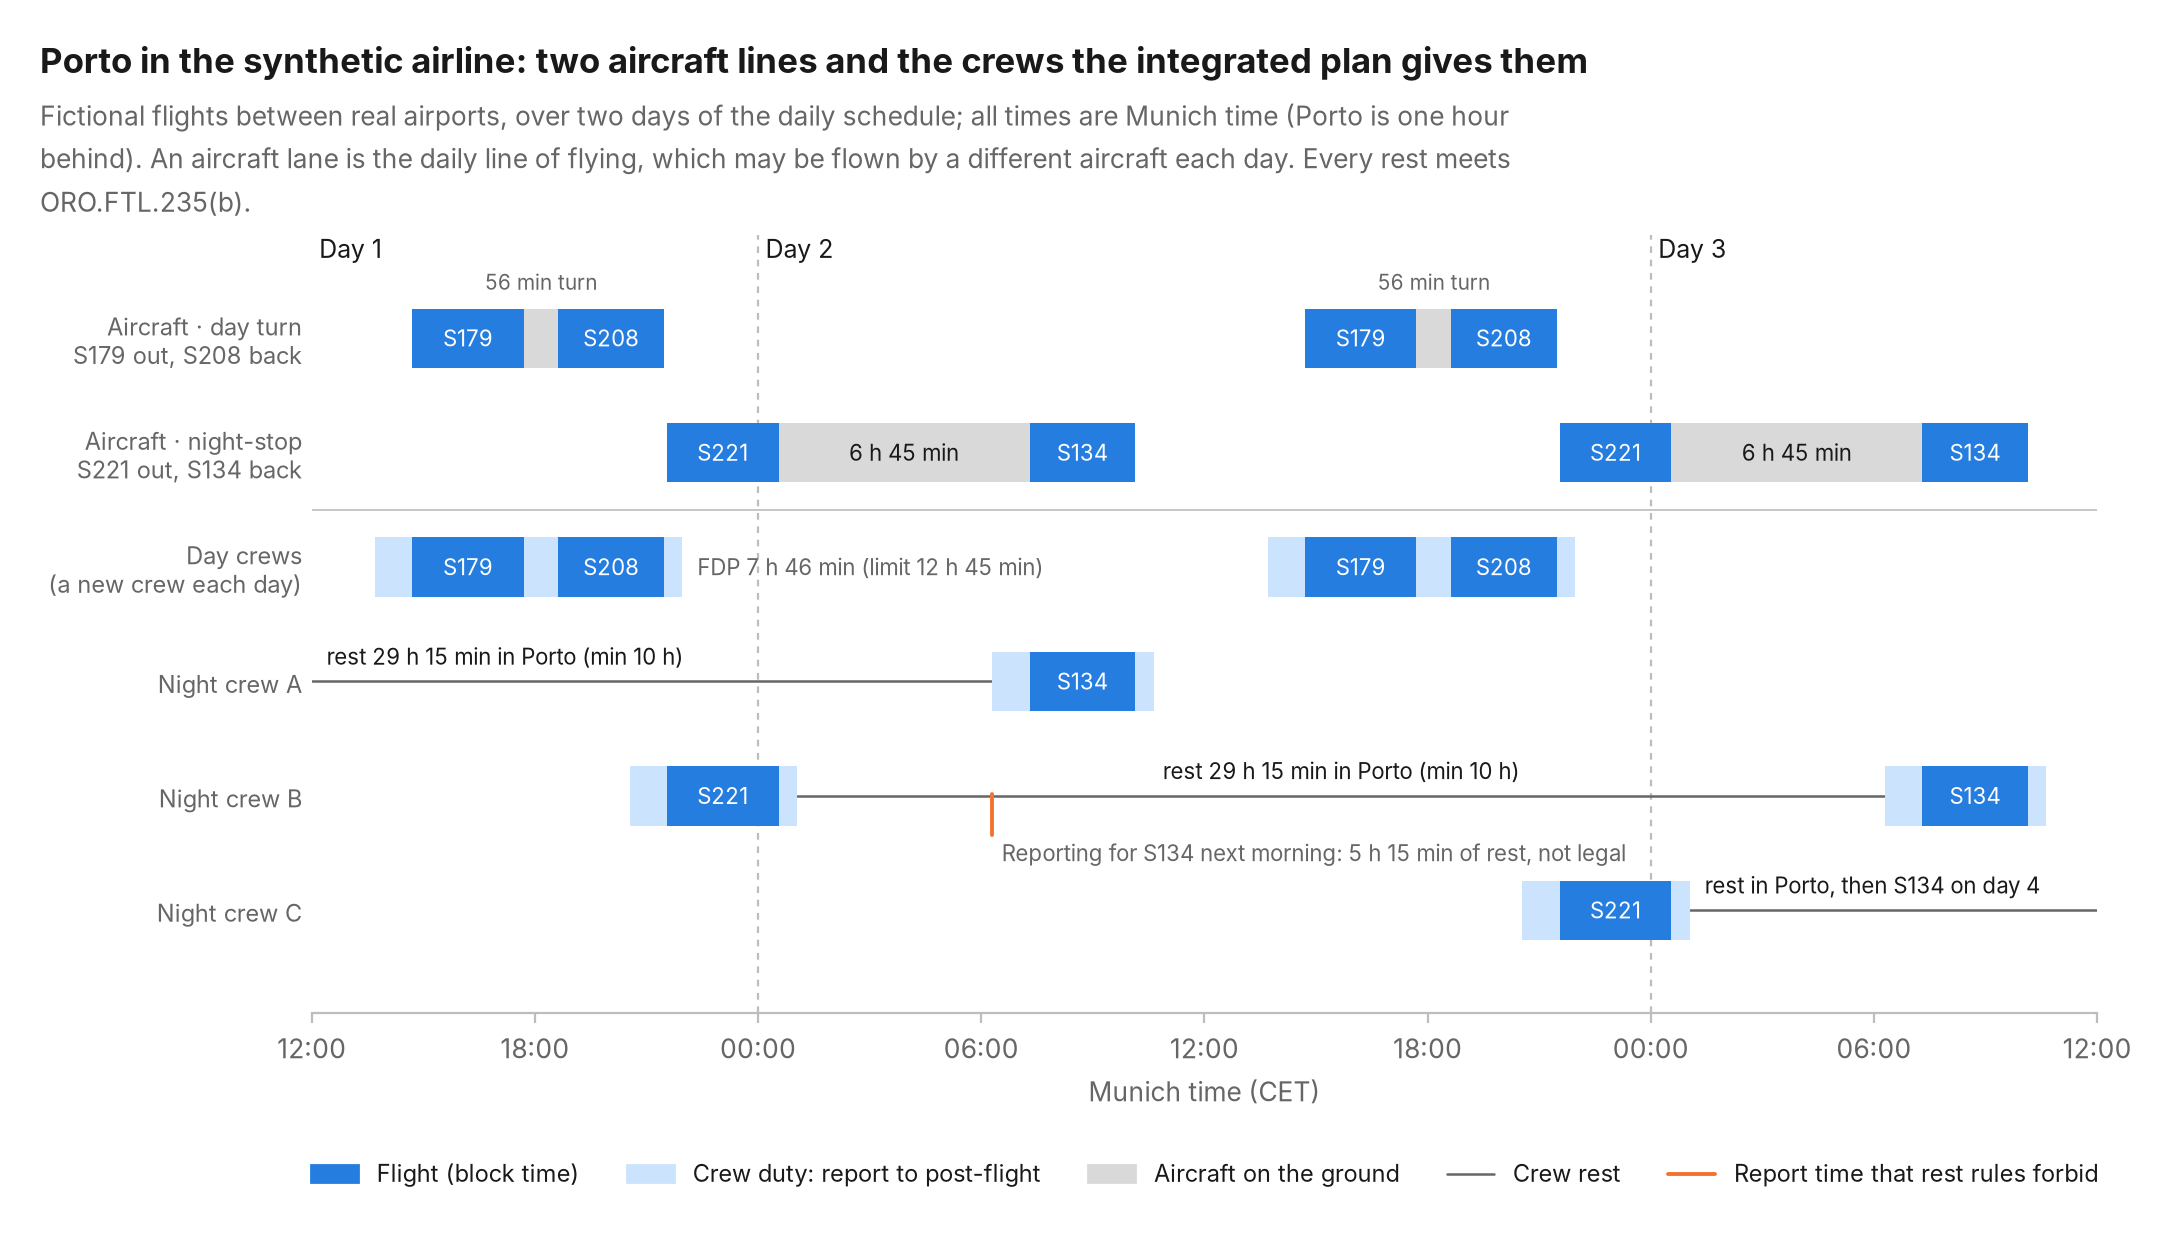 Porto in the synthetic airline: two aircraft lines and the crews the integrated plan gives them
Fictional flights between real airports, over two days of the daily schedule; all times are Munich time (Porto is one hour
behind). An aircraft lane is the daily line of flying, which may be flown by a different aircraft each day. Every rest meets
ORO.FTL.235(b).
Day 1
Day 2
Day 3
56 min turn
56 min turn
Aircraft · day turn
S179 out, S208 back
S179
S208
S179
S208
Aircraft · night-stop
S221 out, S134 back
S221
6 h 45 min
S134
S221
6 h 45 min
S134
Day crews
(a new crew each day)
S179
S208
FDP 7 h 46 min (limit 12 h 45 min)
S179
S208
rest 29 h 15 min in Porto (min 10 h)
Night crew A
S134
rest 29 h 15 min in Porto (min 10 h)
Night crew B
S221
S134
Reporting for S134 next morning: 5 h 15 min of rest, not legal
rest in Porto, then S134 on day 4
Night crew C
S221
12:00
18:00
00:00
06:00
12:00
18:00
00:00
06:00
12:00
Munich time (CET)
Flight (block time)
Crew duty: report to post-flight
Aircraft on the ground
Crew rest
Report time that rest rules forbid